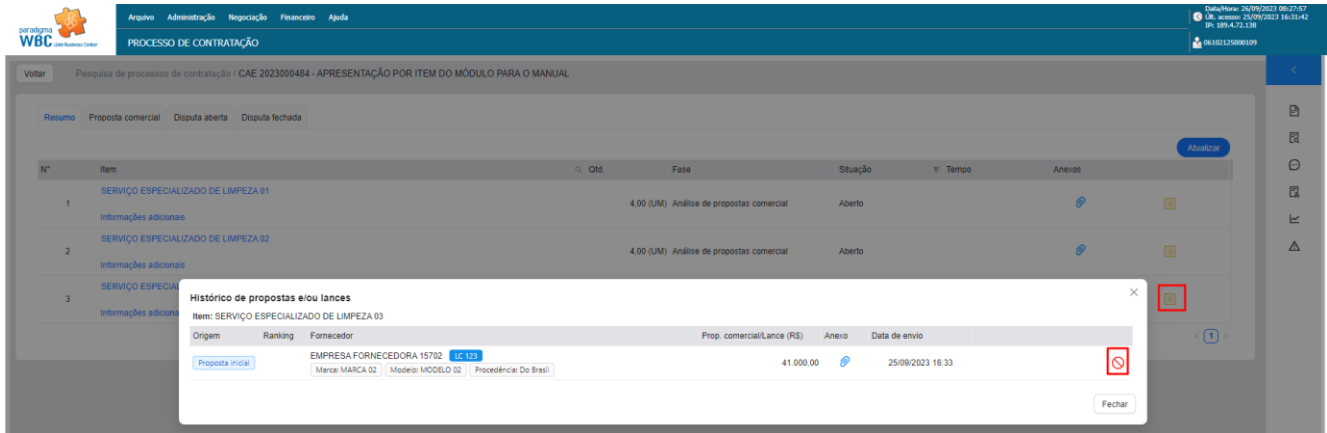 Arquivo Administração Negociação Financeiro Ajuda
Data/Hora: 26/09/2023 08:27:57
Últ. acesso: 25/09/2023 16:31:42
IP: 189.4.72.138
paradigma
WBC Web Business Center
PROCESSO DE CONTRATAÇÃO
06102125000109
Voltar Pesquisa de processos de contratação / CAE 2023000484 - APRESENTAÇÃO POR ITEM DO MÓDULO PARA O MANUAL
Resumo Proposta comercial Disputa aberta Disputa fechada
Atualizar
N° Item Qtd. Fase Situação Tempo Anexos
SERVIÇO ESPECIALIZADO DE LIMPEZA 01
1 4,00 (UM) Análise de propostas comercial Aberto
Informações adicionais
SERVIÇO ESPECIALIZADO DE LIMPEZA 02
2 4,00 (UM) Análise de propostas comercial Aberto
Informações adicionais
SERVIÇO ESPECIAL
3
Informações adiciona
1
Histórico de propostas e/ou lances
Item: SERVIÇO ESPECIALIZADO DE LIMPEZA 03
Origem Ranking Fornecedor Prop. comercial/Lance (R$) Anexo Data de envio
Proposta inicial EMPRESA FORNECEDORA 15702 LC 123 41.000,00 25/09/2023 16:33
Marca: MARCA 02 Modelo: MODELO 02 Procedência: Do Brasil
Fechar